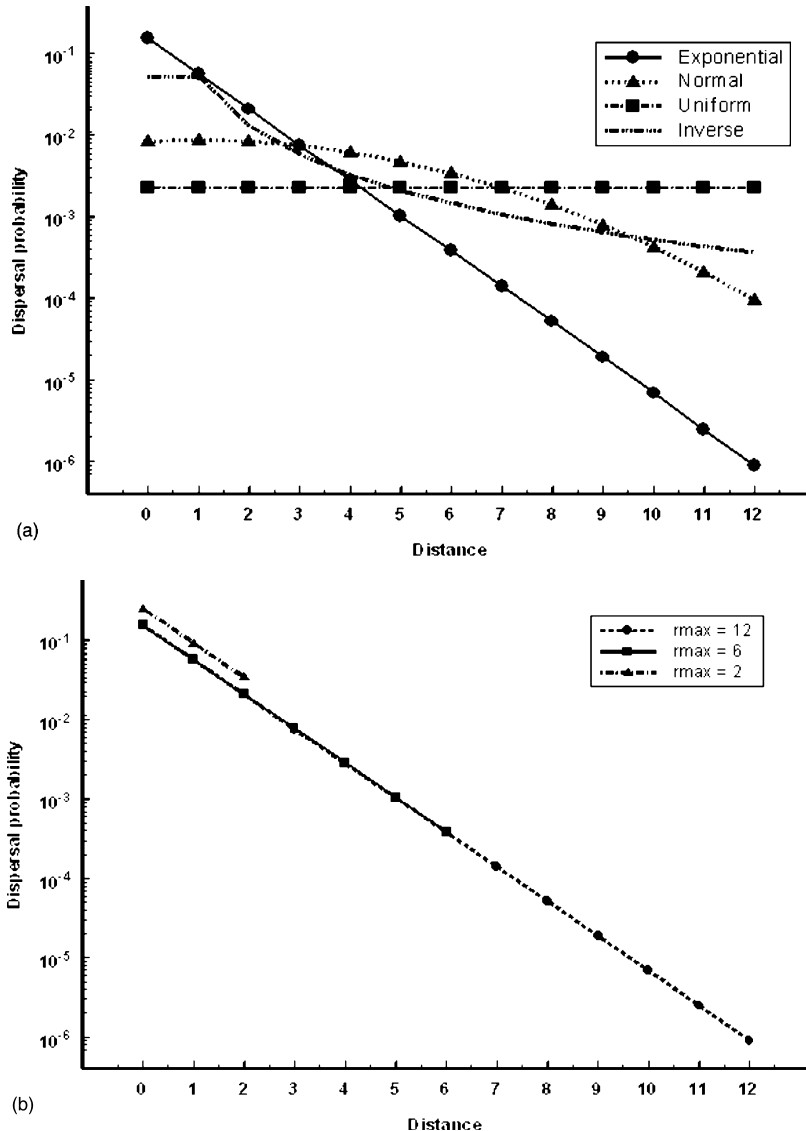 10-1
10-2
10-3
10-4
10-5
10-6
Dispersal probability
Exponential
Normal
Uniform
Inverse
0 1 2 3 4 5 6 7 8 9 10 11 12
(a)
Distance
10-1
10-2
10-3
10-4
10-5
10-6
Dispersal probability
rmax = 12
rmax = 6
rmax = 2
0 1 2 3 4 5 6 7 8 9 10 11 12
(b)
Distance